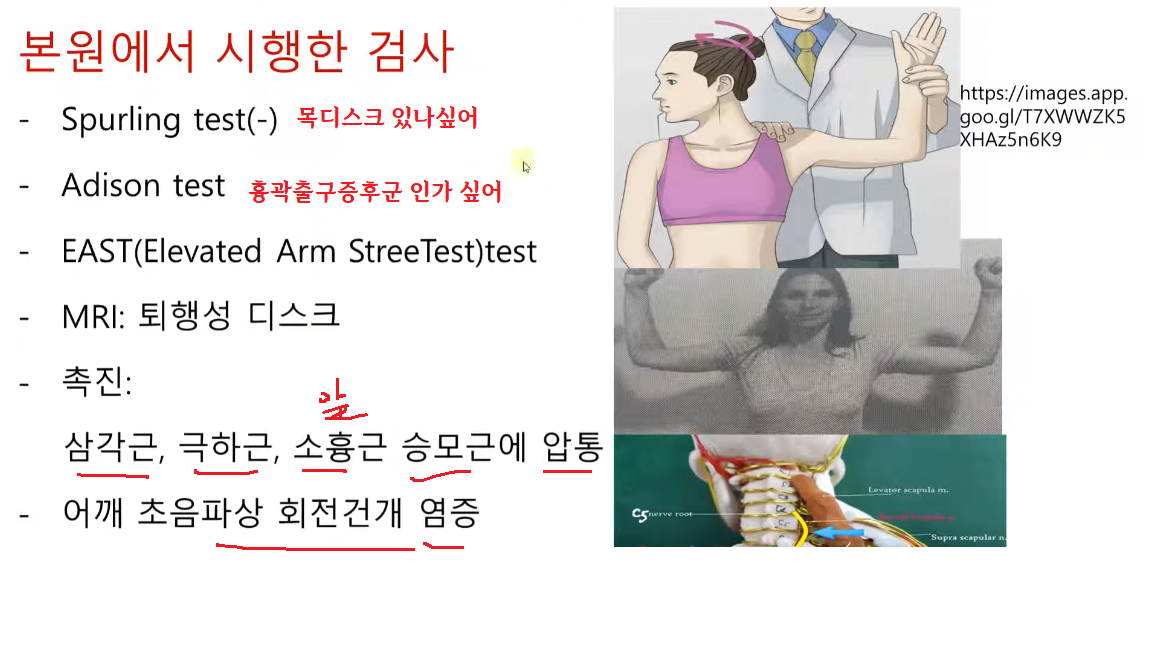 본원에서 시행한 검사
- Spurling test(-) 목디스크 있나싶어
- Adison test 흉곽출구증후군 인가 싶어
- EAST(Elevated Arm StreeTest)test
- MRI: 퇴행성 디스크
- 촉진:
앞
삼각근, 극하근, 소흉근 승모근에 압통
- 어깨 초음파상 회전건개 염증
https://images.app.
goo.gl/T7XWWZK5
XHAz5n6K9
Levator scapula m.
C5 nerve root
Supra scapular n.